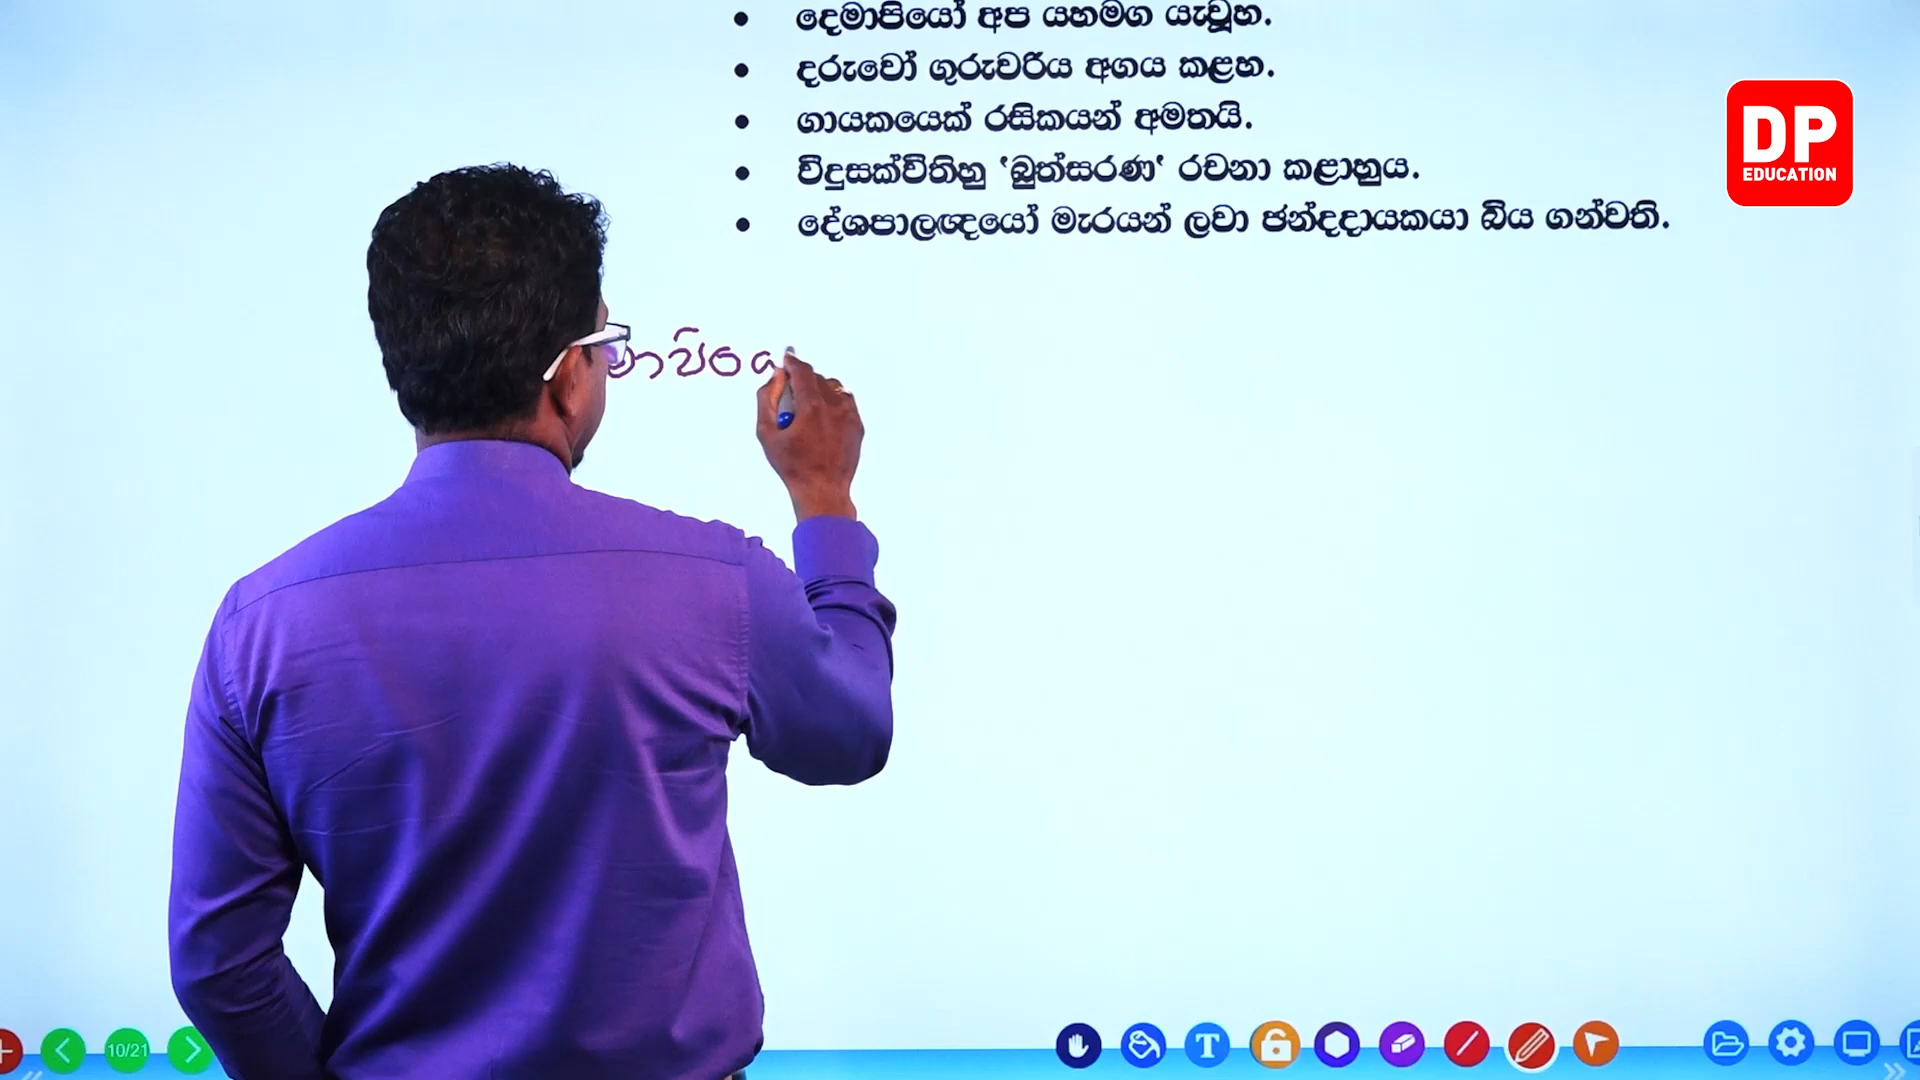 • දෙමාපියෝ අප යහමග යැවූහ.
• දරුවෝ ගුරුවරිය අගය කළහ.
• ගායකයෙක් රසිකයන් අමතයි.
• විදුසක්විතිහු ‘බුත්සරණ‘ රචනා කළාහුය.
• දේශපාලඥයෝ මැරයන් ලවා ඡන්දදායකයා බිය ගන්වති.
DP
EDUCATION
10/21
T